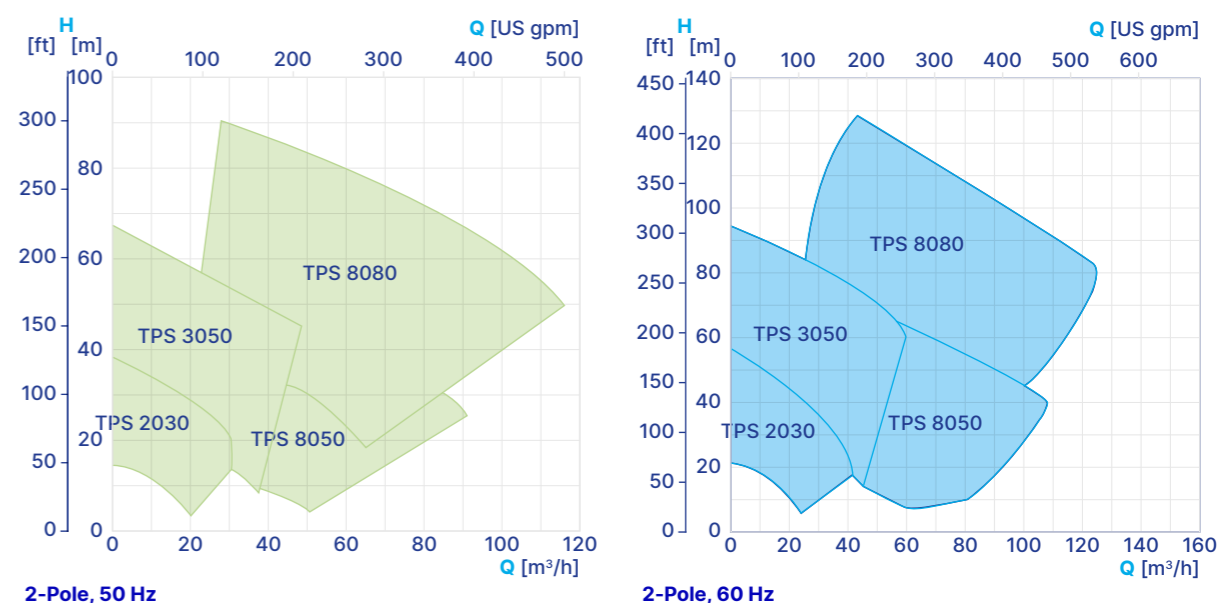 H
Q [US gpm]
[ft] [m] 0 100 200 300 400 500
100
300
80
250
200 60
TPS 8080
150
TPS 3050
40
100
TPS 2030
20
TPS 8050
50
0 0
0 20 40 60 80 100 120
Q [m³/h]
2-Pole, 50 Hz
H
Q [US gpm]
[ft] [m] 0 100 200 300 400 500 600
450 140
400
120
350
100
300
TPS 8080
80
250
200 60
TPS 3050
150
40
TPS 8050
100
TPS 2030
20
50
0 0
0 20 40 60 80 100 120 140 160
Q [m³/h]
2-Pole, 60 Hz